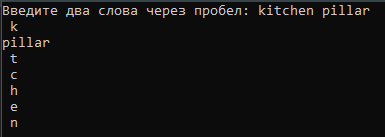 Введите два слова через пробел: kitchen pillar
k
pillar
t
c
h
e
n